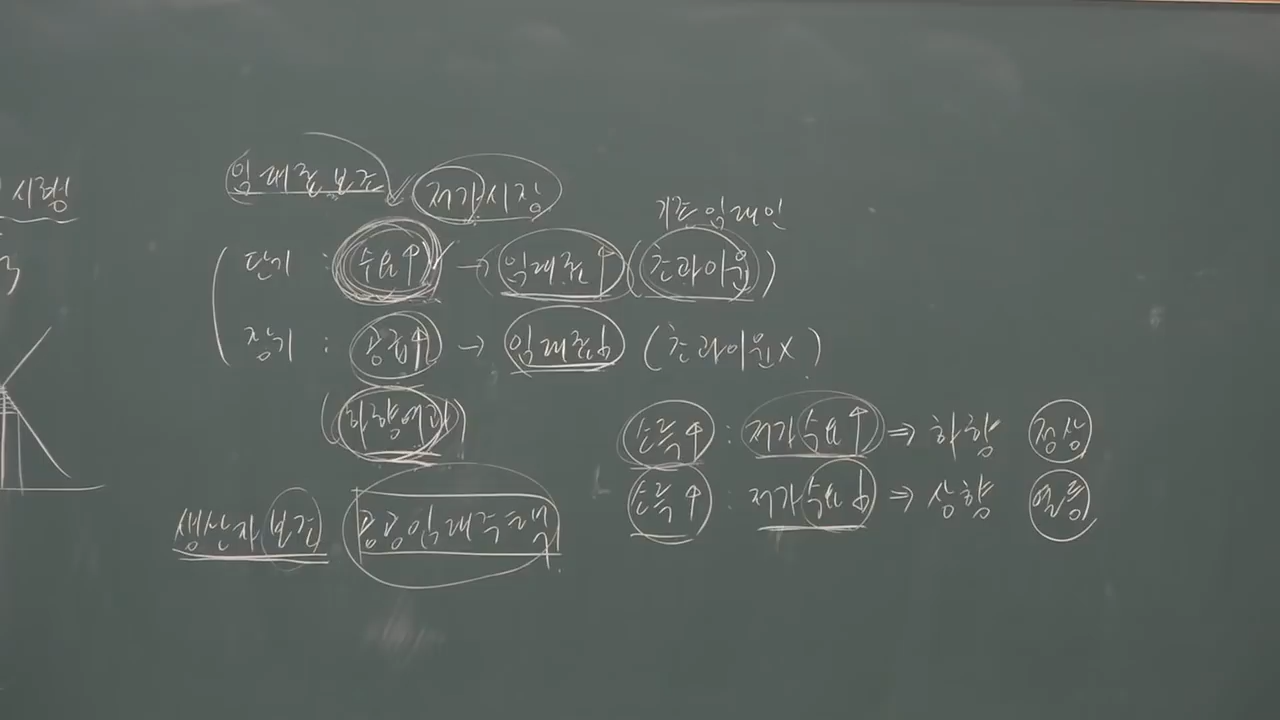 시령
3
임대료 보조 저가시장
기존임대인
단기 : 수요↑ → 임대료↑ (초과이윤)
장기 : 공급↑ → 임대료↓ (초과이윤X)
(하향여과)
소득↑ : 저가수요↑ ⇒ 하향 정상
소득↑ : 저가수요↓ ⇒ 상향 열등
생산자 보조 공공임대주택